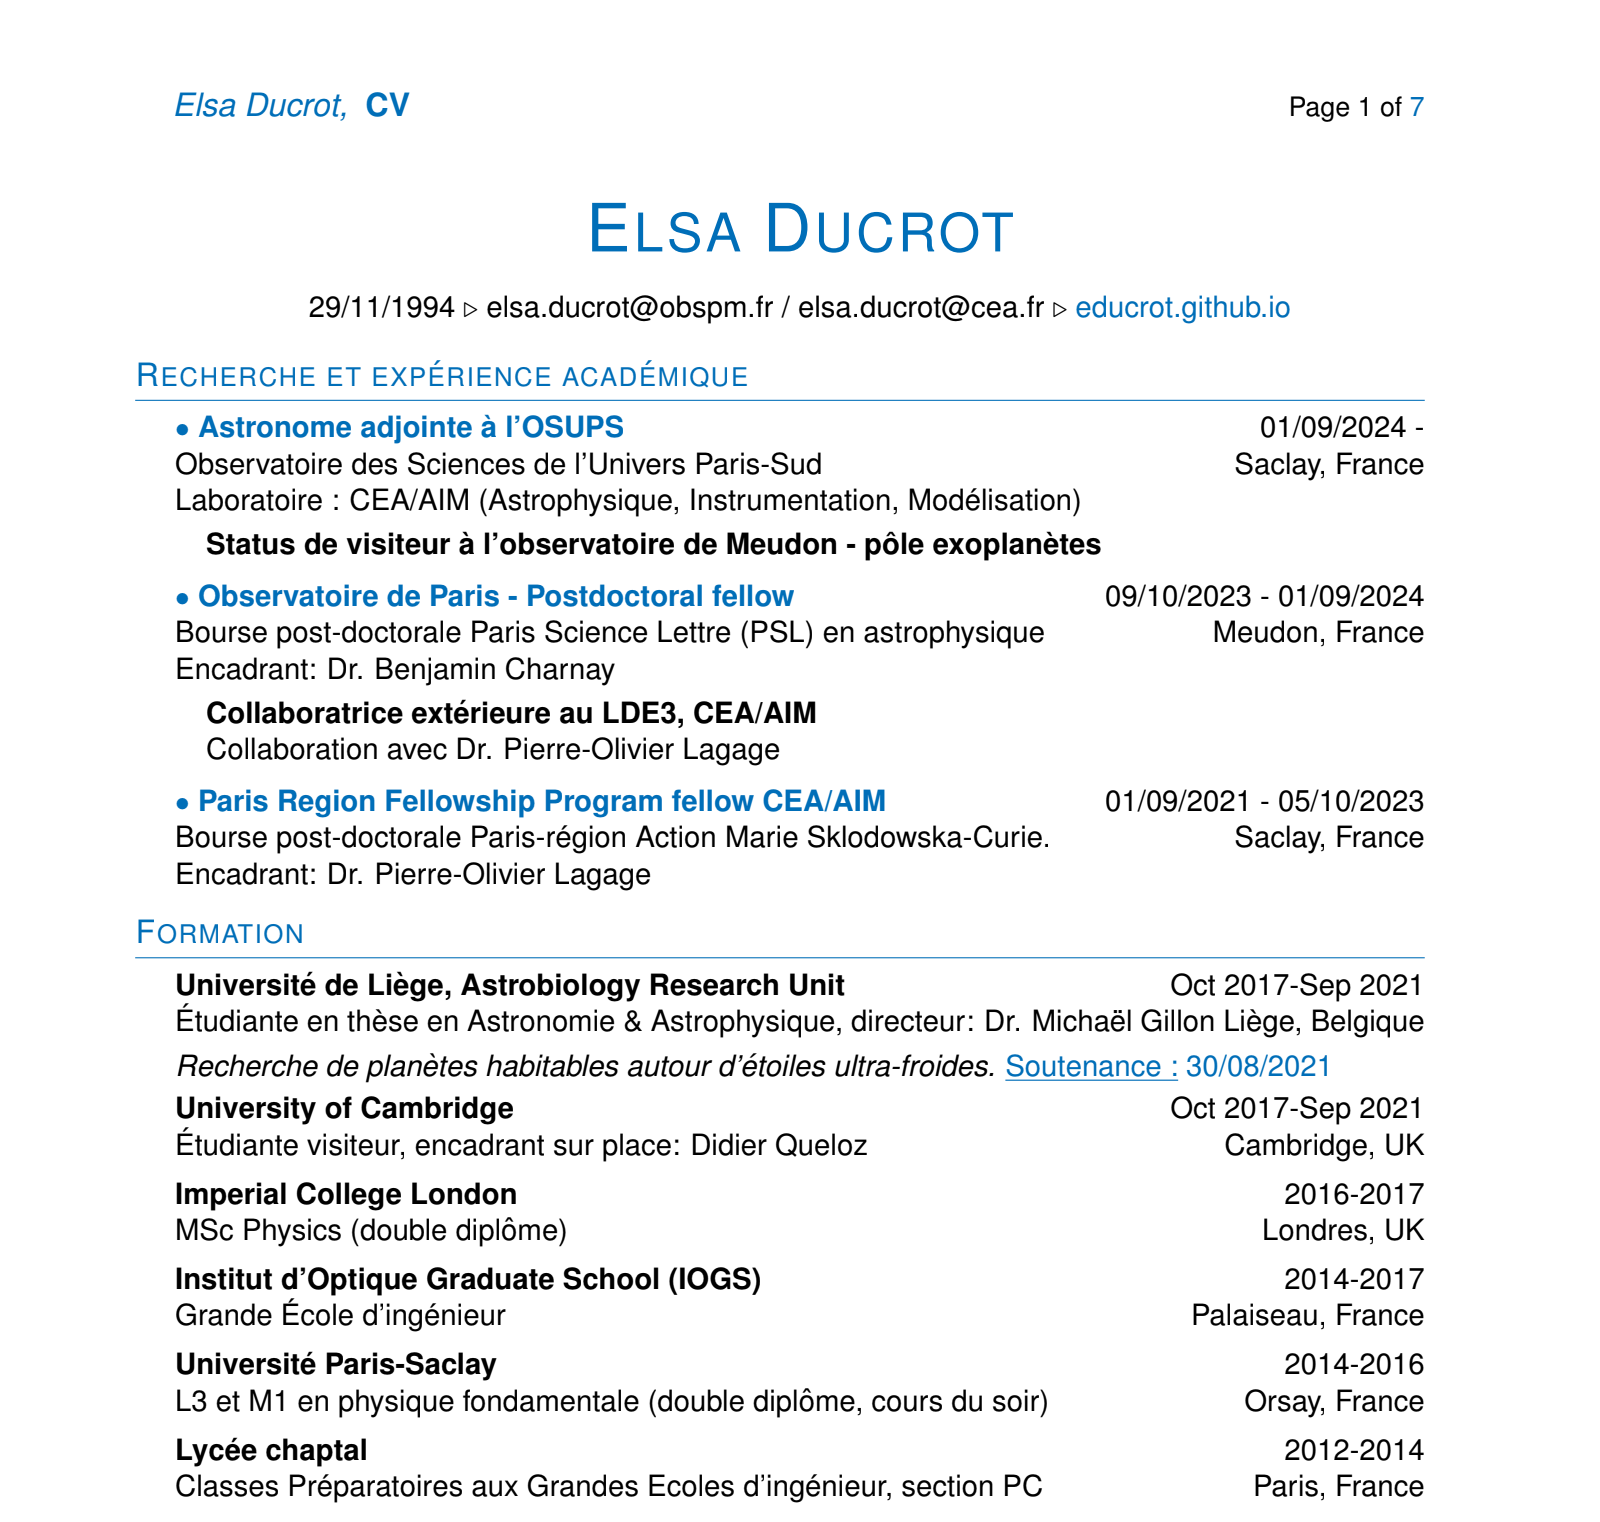 Elsa Ducrot, CV Page 1 of 7
ELSA DUCROT
29/11/1994 ▷ elsa.ducrot@obspm.fr / elsa.ducrot@cea.fr ▷ educrot.github.io
RECHERCHE ET EXPÉRIENCE ACADÉMIQUE
• Astronome adjointe à l'OSUPS 01/09/2024 -
Observatoire des Sciences de l'Univers Paris-Sud Saclay, France
Laboratoire : CEA/AIM (Astrophysique, Instrumentation, Modélisation)
Status de visiteur à l'observatoire de Meudon - pôle exoplanètes
• Observatoire de Paris - Postdoctoral fellow 09/10/2023 - 01/09/2024
Bourse post-doctorale Paris Science Lettre (PSL) en astrophysique Meudon, France
Encadrant: Dr. Benjamin Charnay
Collaboratrice extérieure au LDE3, CEA/AIM
Collaboration avec Dr. Pierre-Olivier Lagage
• Paris Region Fellowship Program fellow CEA/AIM 01/09/2021 - 05/10/2023
Bourse post-doctorale Paris-région Action Marie Sklodowska-Curie. Saclay, France
Encadrant: Dr. Pierre-Olivier Lagage
FORMATION
Université de Liège, Astrobiology Research Unit Oct 2017-Sep 2021
Étudiante en thèse en Astronomie & Astrophysique, directeur: Dr. Michaël Gillon Liège, Belgique
Recherche de planètes habitables autour d'étoiles ultra-froides. Soutenance : 30/08/2021
University of Cambridge Oct 2017-Sep 2021
Étudiante visiteur, encadrant sur place: Didier Queloz Cambridge, UK
Imperial College London 2016-2017
MSc Physics (double diplôme) Londres, UK
Institut d'Optique Graduate School (IOGS) 2014-2017
Grande École d'ingénieur Palaiseau, France
Université Paris-Saclay 2014-2016
L3 et M1 en physique fondamentale (double diplôme, cours du soir) Orsay, France
Lycée chaptal 2012-2014
Classes Préparatoires aux Grandes Ecoles d'ingénieur, section PC Paris, France